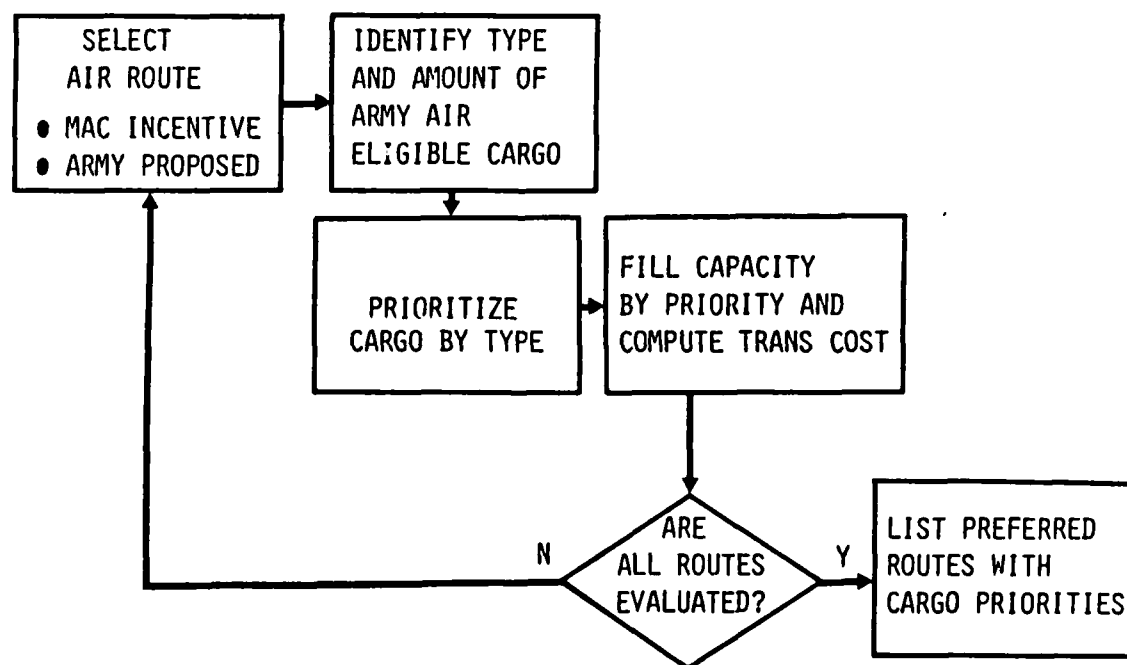 SELECT
AIR ROUTE
● MAC INCENTIVE
● ARMY PROPOSED
IDENTIFY TYPE
AND AMOUNT OF
ARMY AIR
ELIGIBLE CARGO
PRIORITIZE
CARGO BY TYPE
FILL CAPACITY
BY PRIORITY AND
COMPUTE TRANS COST
ARE
ALL ROUTES
EVALUATED?
N
Y
LIST PREFERRED
ROUTES WITH
CARGO PRIORITIES